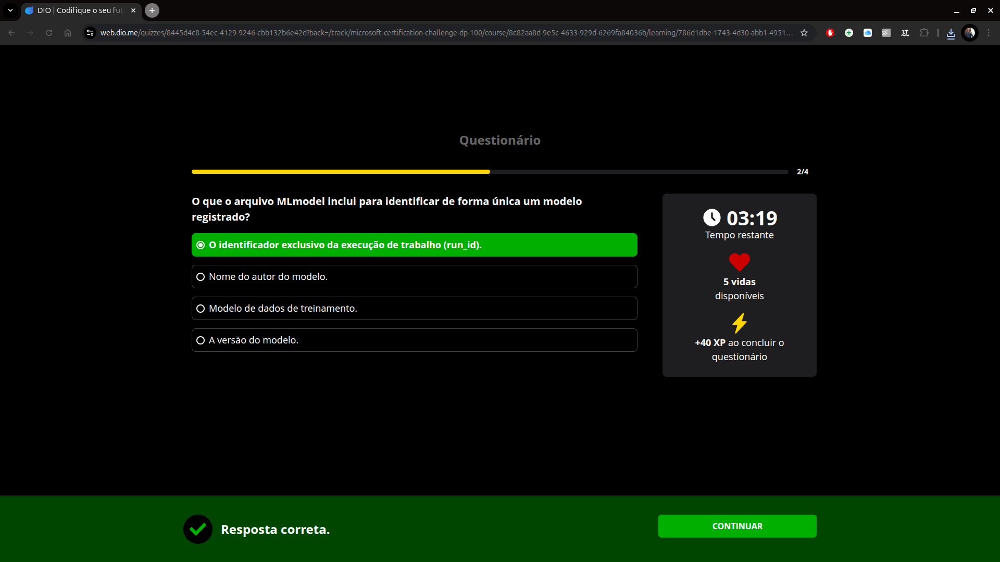 DIO | Codifique o seu fut
web.dio.me/quizzes/8445d4c8-54ec-4129-9246-cbb132b6e42d?back=/track/microsoft-certification-challenge-dp-100/course/8c82aa8d-9e5c-4633-929d-6269fa84036b/learning/786d1dbe-1743-4d30-abb1-4951...
Questionário
2/4
O que o arquivo MLmodel inclui para identificar de forma única um modelo
registrado?
O identificador exclusivo da execução de trabalho (run_id).
Nome do autor do modelo.
Modelo de dados de treinamento.
A versão do modelo.
03:19
Tempo restante
5 vidas
disponíveis
+40 XP ao concluir o
questionário
Resposta correta.
CONTINUAR